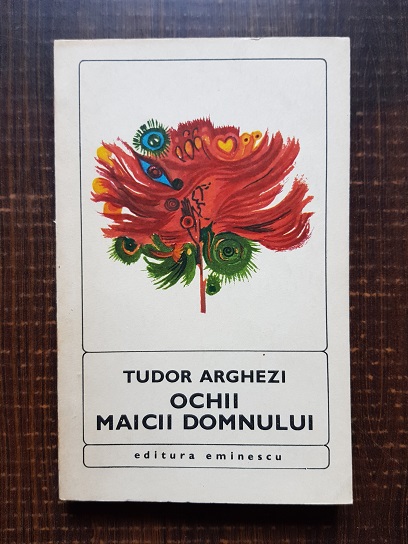 TUDOR ARGHEZI
OCHII
MAICII DOMNULUI
editura eminescu